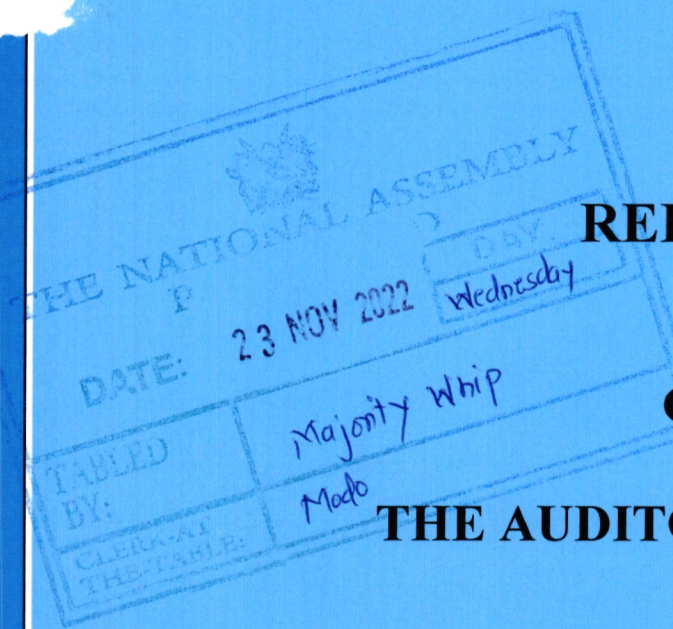 THE NATIONAL ASSEMBLY
P
DATE: 23 NOV 2022
DAY
Wednesday
TABLED BY:
Majority Whip
CLERK-AT THE-TABLE:
Modo
THE AUDIT